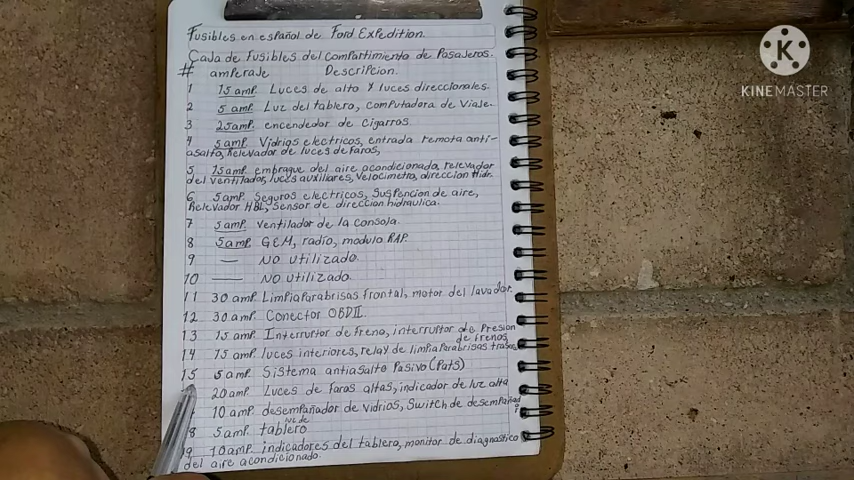 Fusibles en español de Ford Expedition.
Caja de Fusibles del compartimiento de Pasajeros.
# amperaje Descripcion.
1 15 amp. Luces de alto y luces direccionales.
2 5 amp. Luz del tablero, computadora de viaje.
3 25 amp. encendedor de cigarros
4 5 amp. Vidrios electricos, entrada remota anti-
asalto, Relevador de luces de Faros,
5 15 amp. embrague del aire acondicionado, relevador
del ventilador, luces auxiliares, velocimetro, direccion Hidr.
6 5 amp. Seguros electricos, Suspencion de aire,
Relevador HBL, Sensor de direccion hidraulica.
7 5 amp. ventilador de la consola.
8 5 amp. GEM, radio, modulo RAP.
9 — NO utilizado.
10 — NO utilizado.
11 30 amp. Limpiaparabrisas frontal, motor del lavador.
12 30 amp. Conector OBDII.
13 15 amp. Interruptor de freno, interruptor de Presion
de frenos,
14 15 amp. luces interiores, relay de limpiaparabrisas
15 5 amp. Sistema antiasalto Pasivo (Pats)
20 amp. Luces de Faros altas, indicador de luz alta
10 amp. desempañador de vidrios, Switch de
8 5 amp. tablero
19 10 amp. indicadores del tablero, monitor de diagnostico
del aire acondicionado.
KINEMASTER